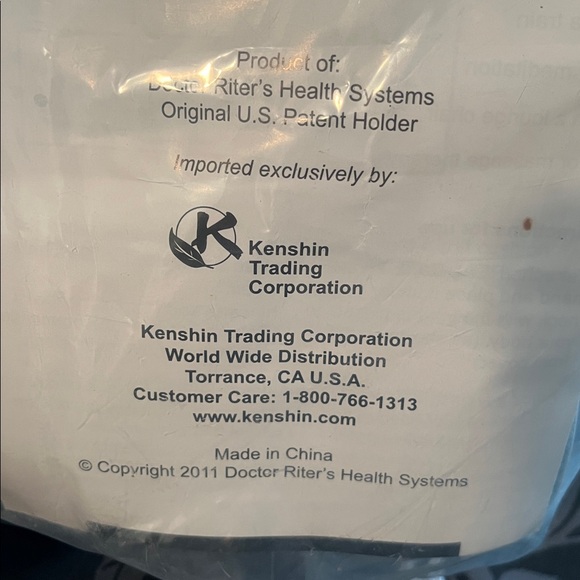 Product of:
Doctor Riter's Health Systems
Original U.S. Patent Holder
Imported exclusively by:
K
Kenshin
Trading
Corporation
Kenshin Trading Corporation
World Wide Distribution
Torrance, CA U.S.A.
Customer Care: 1-800-766-1313
www.kenshin.com
Made in China
© Copyright 2011 Doctor Riter's Health Systems